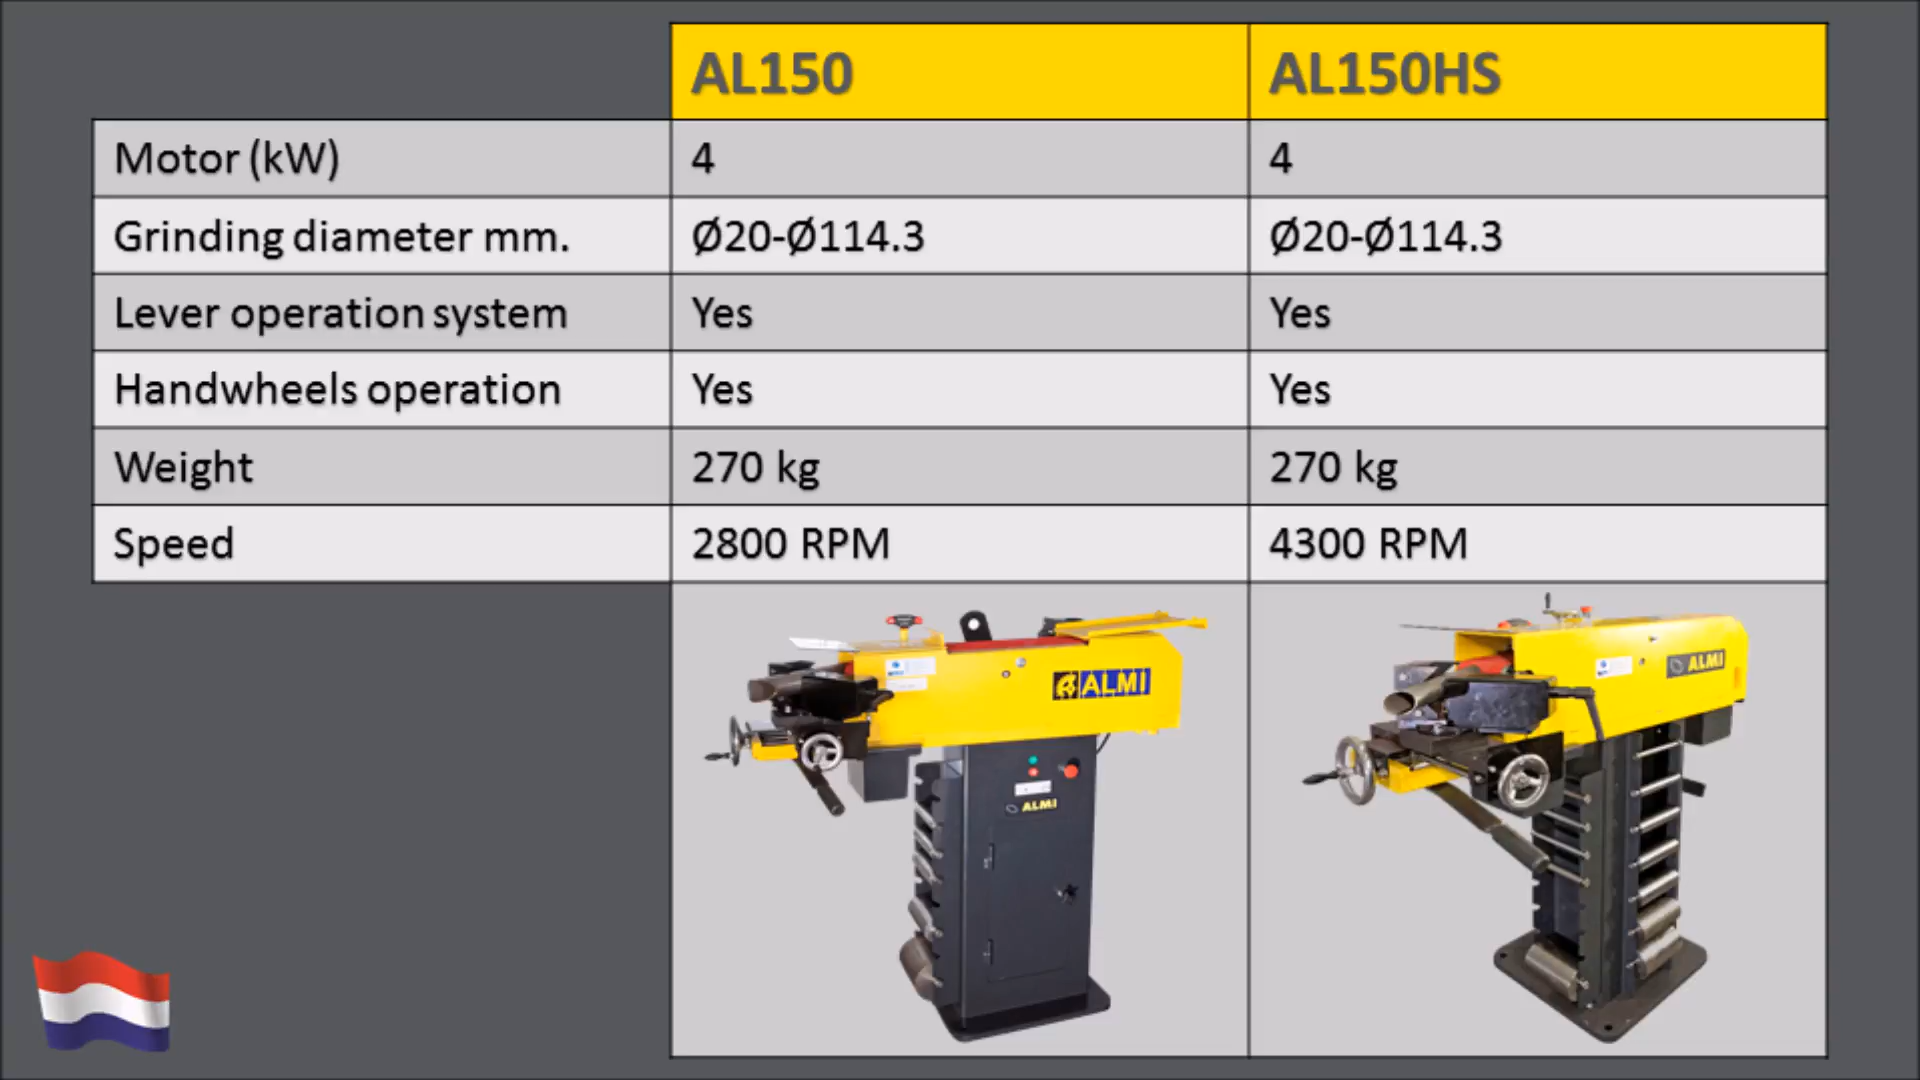 AL150 AL150HS
Motor (kW) 4 4
Grinding diameter mm. Ø20-Ø114.3 Ø20-Ø114.3
Lever operation system Yes Yes
Handwheels operation Yes Yes
Weight 270 kg 270 kg
Speed 2800 RPM 4300 RPM
ALMI
ALMI
ALMI